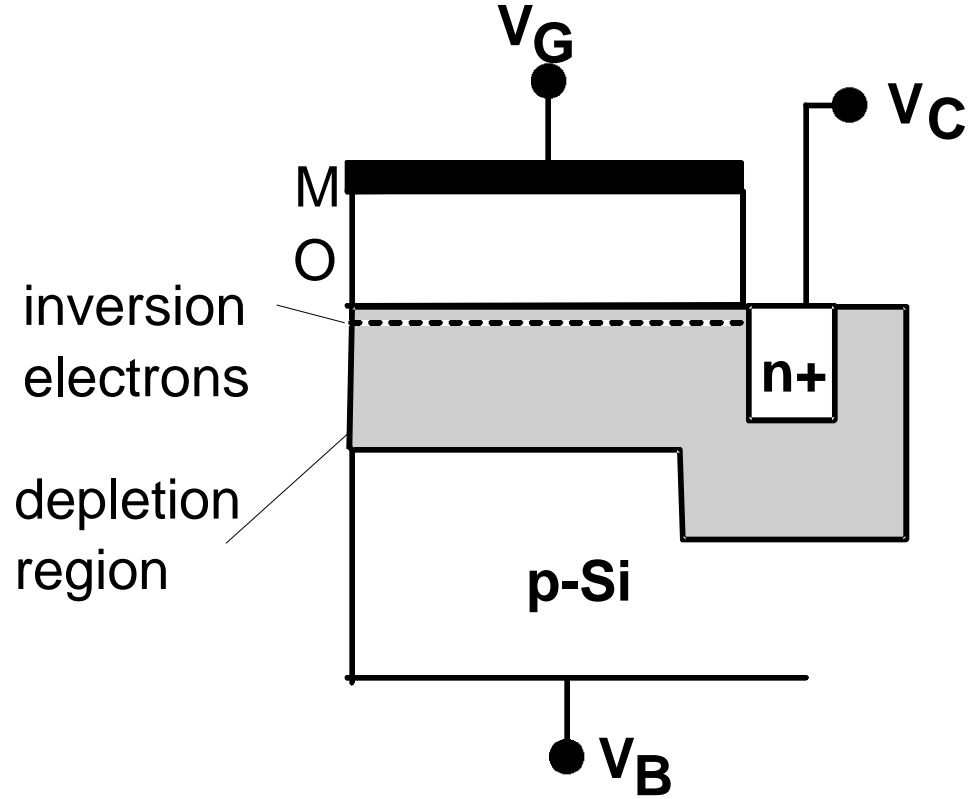 VG
VC
M
O
inversion
electrons
n+
depletion
region
p-Si
VB